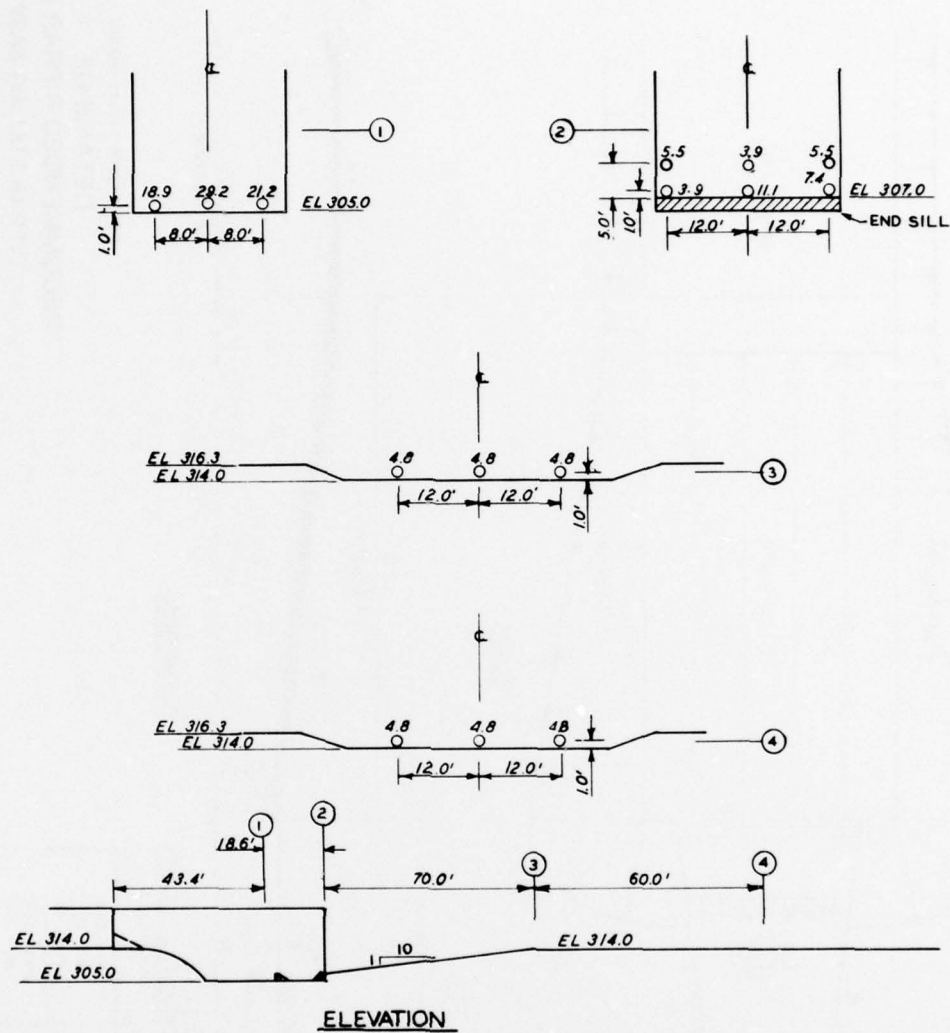 ℄
1
18.9 29.2 21.2
EL 305.0
1.0'
8.0' 8.0'
℄
2
5.5 3.9 5.5
3.9 11.1 7.4
EL 307.0
5.0' 1.0'
END SILL
12.0' 12.0'
℄
4.8 4.8 4.8
EL 316.3
EL 314.0
3
12.0' 12.0'
1.0'
℄
4.8 4.8 4.8
EL 316.3
EL 314.0
4
12.0' 12.0'
1.0'
1 2
18.6'
3 4
43.4' 70.0' 60.0'
EL 314.0
10
1
EL 314.0
EL 305.0
ELEVATION